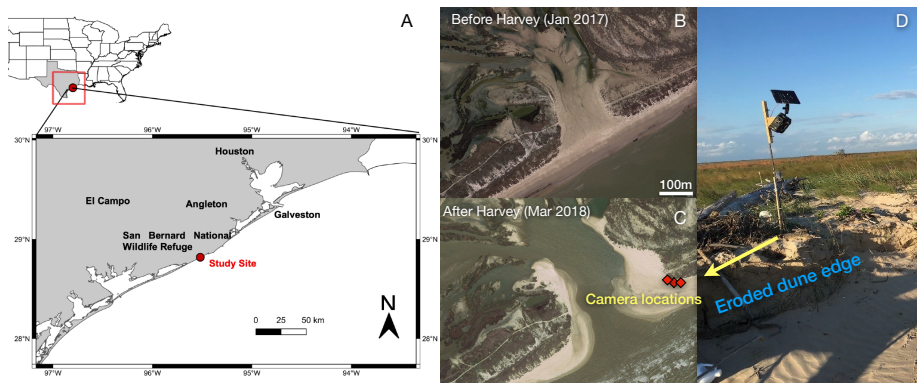 A
97°W
96°W
95°W
94°W
30°N
30°N
Houston
El Campo
Angleton
Galveston
San Bernard National
Wildlife Refuge
29°N
29°N
Study Site
N
0 25 50 km
28°N
28°N
97°W
96°W
95°W
94°W
Before Harvey (Jan 2017)
B
100m
After Harvey (Mar 2018)
C
Camera locations
D
Eroded dune edge